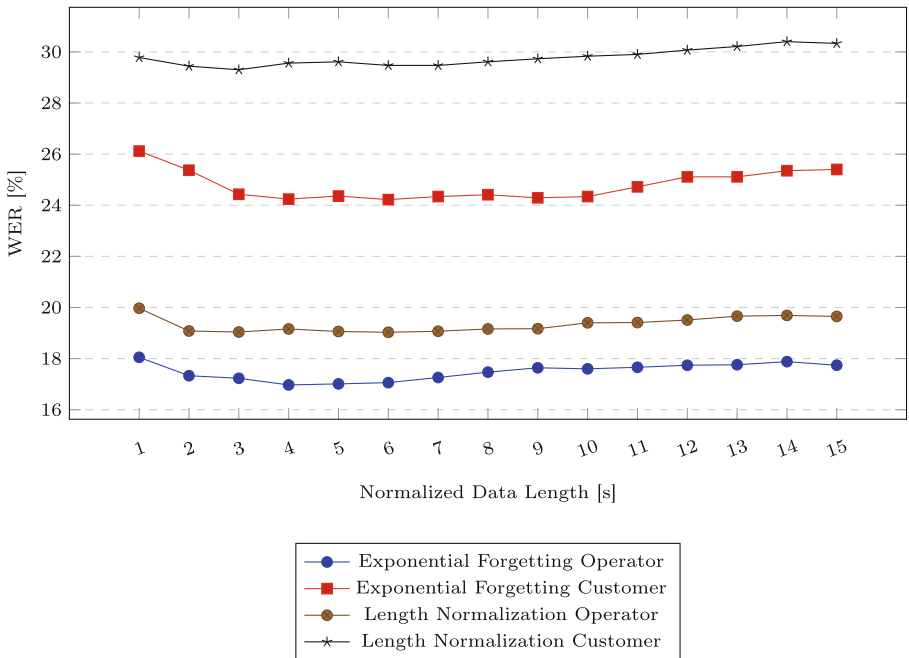 30
28
26
24
22
20
18
16
WER [%]
1 2 3 4 5 6 7 8 9 10 11 12 13 14 15
Normalized Data Length [s]
Exponential Forgetting Operator
Exponential Forgetting Customer
Length Normalization Operator
Length Normalization Customer